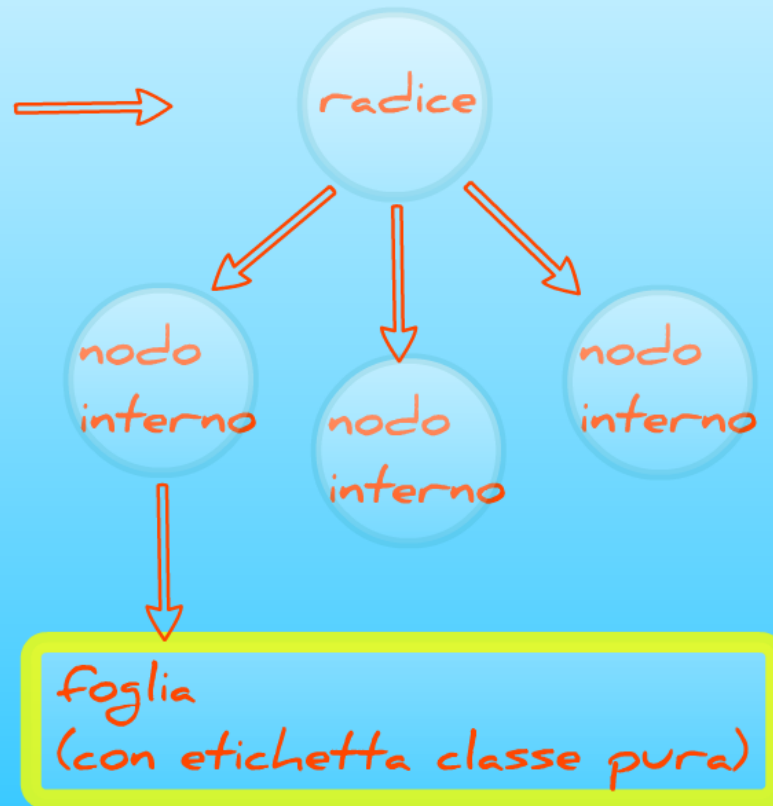 radice
nodo
interno
nodo
interno
nodo
interno
foglia
(con etichetta classe pura)